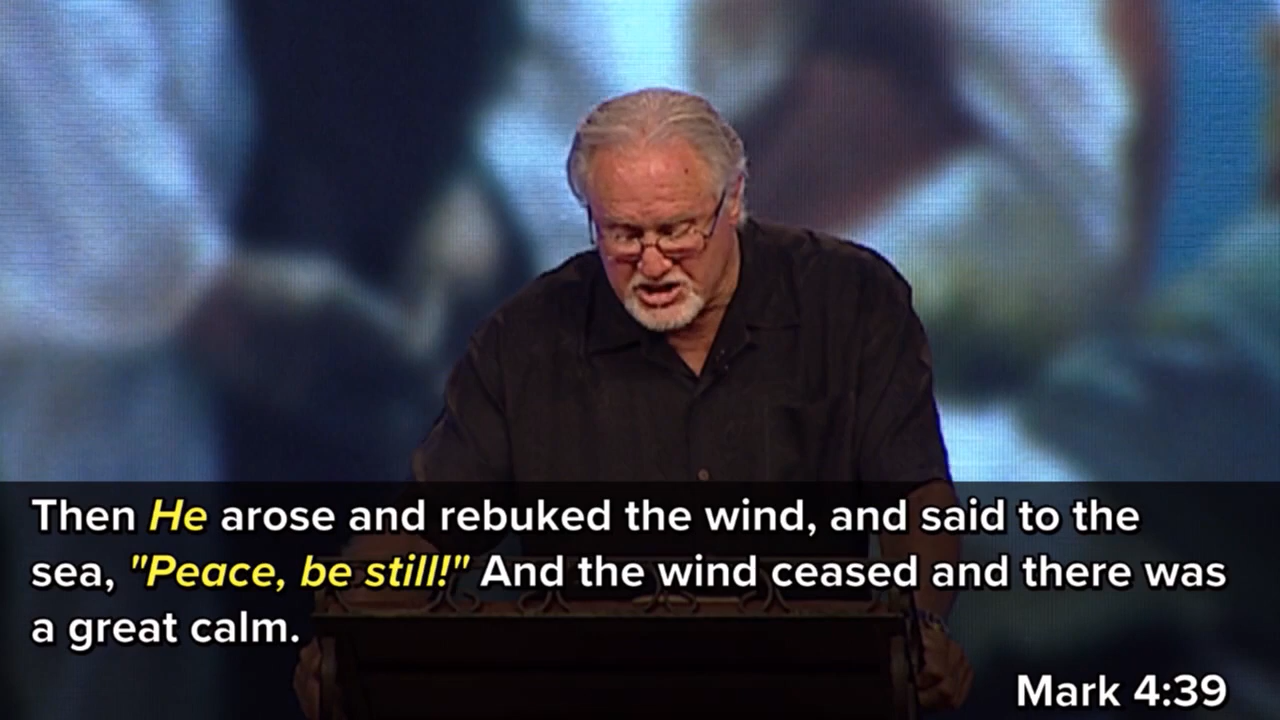 Then He arose and rebuked the wind, and said to the
sea, "Peace, be still!" And the wind ceased and there was
a great calm.
Mark 4:39